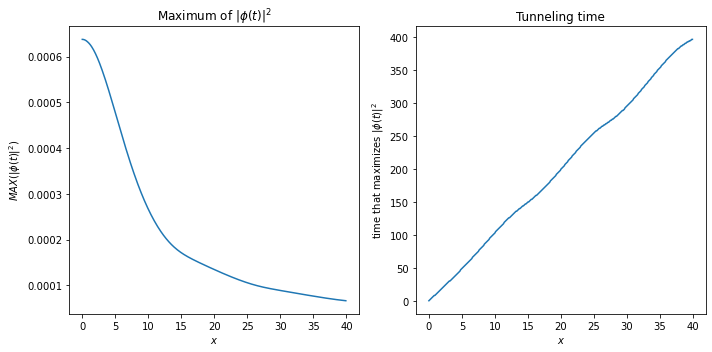 Maximum of $|\phi(t)|^2$
MAX(|ϕ(t)|²)
0.0006
0.0005
0.0004
0.0003
0.0002
0.0001
0 5 10 15 20 25 30 35 40
x
Tunneling time
time that maximizes |ϕ(t)|²
400
350
300
250
200
150
100
50
0
0 5 10 15 20 25 30 35 40
x